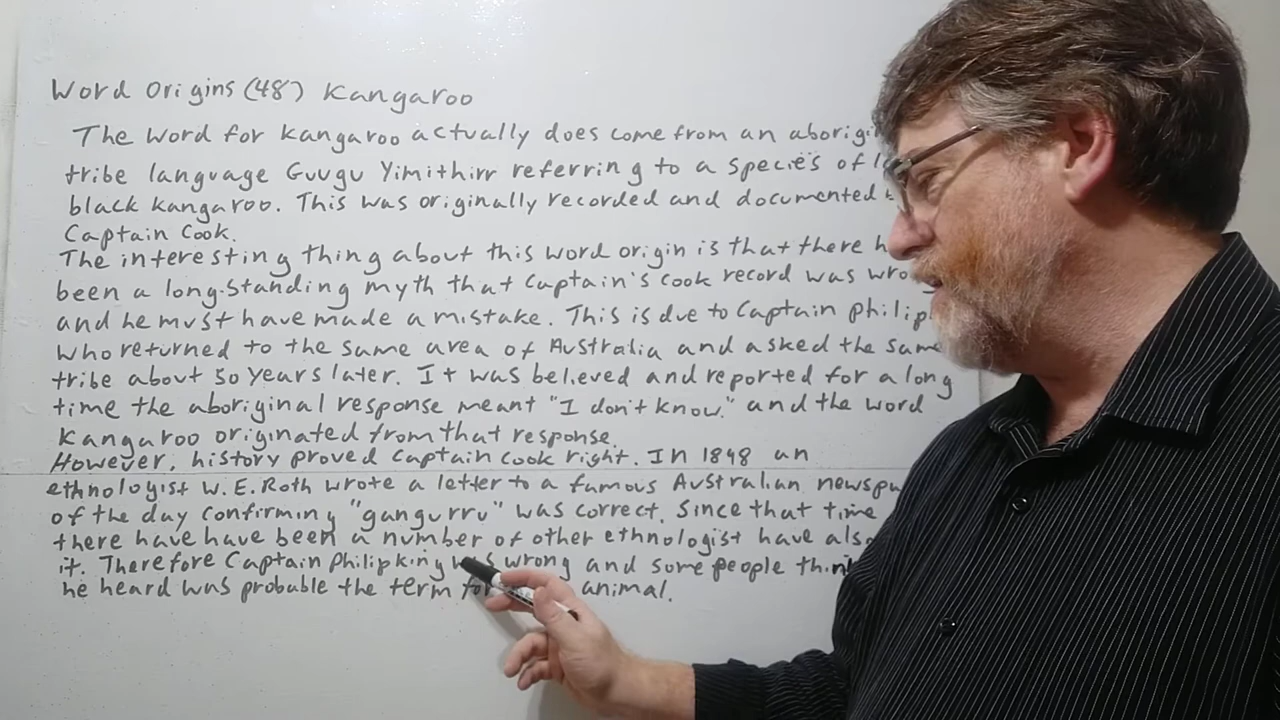 Word Origins (48) Kangaroo
The word for kangaroo actually does come from an
tribe language Guugu Yimithirr referring to a species of
black kangaroo. This was originally recorded and documented
Captain Cook.
The interesting thing about this word origin is that there
been a long-standing myth that Captain's Cook record was
and he must have made a mistake. This is due to Captain Philip
who returned to the same area of Australia and asked the same
tribe about 50 years later. It was believed and reported for a long
time the aboriginal response meant "I don't know." and the word
kangaroo originated from that response.
However, history proved Captain Cook right. In 1898 an
ethnologist W.E. Roth wrote a letter to a famous Australian
of the day confirming "gangurru" was correct. Since that time
there have have been a number of other ethnologist have also
it. Therefore Captain Philip king was wrong and some people think
he heard was probable the term for animal.